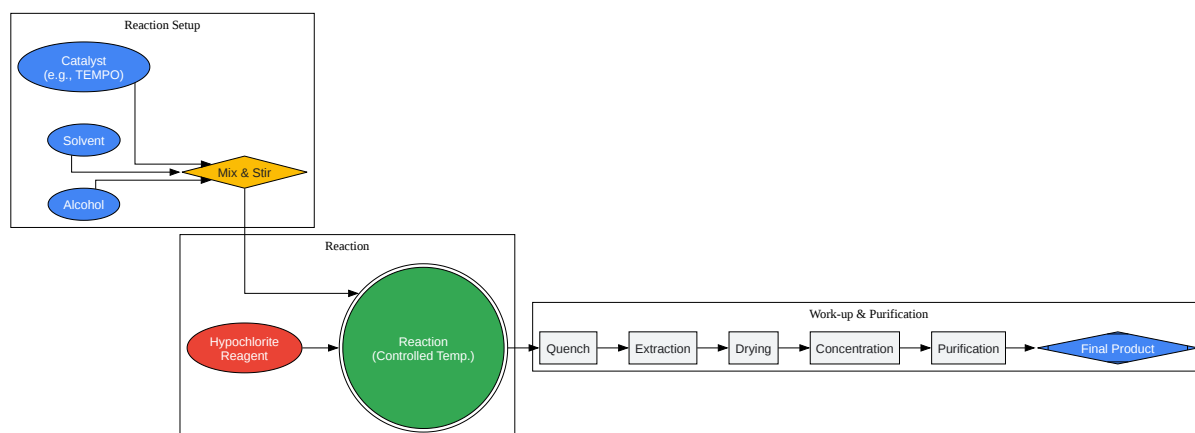 Reaction Setup
Catalyst
(e.g., TEMPO)
Solvent
Mix & Stir
Alcohol
Reaction
Hypochlorite
Reagent
Reaction
(Controlled Temp.)
Work-up & Purification
Quench
Extraction
Drying
Concentration
Purification
Final Product